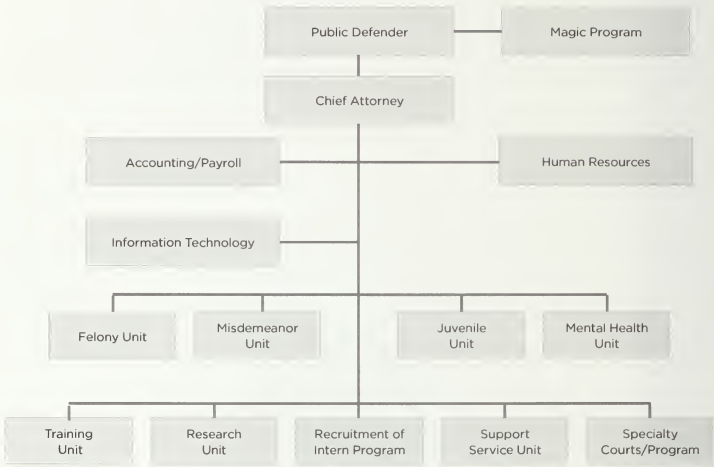 Public Defender
Magic Program
Chief Attorney
Accounting/Payroll
Human Resources
Information Technology
Felony Unit
Misdemeanor
Unit
Juvenile
Unit
Mental Health
Unit
Training
Unit
Research
Unit
Recruitment of
Intern Program
Support
Service Unit
Specialty
Courts/Program